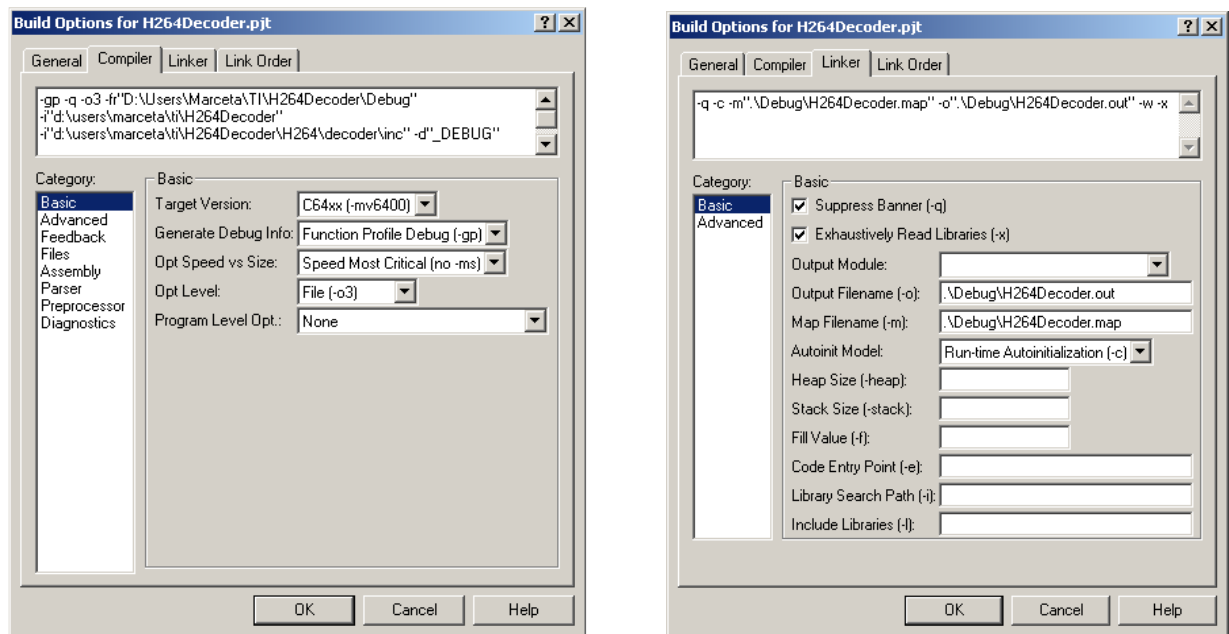 Build Options for H264Decoder.pjt
General Compiler Linker Link Order
-gp -q -o3 -fr"D:\Users\Marceta\TI\H264Decoder\Debug"
-i"d:\users\marceta\ti\H264Decoder"
-i"d:\users\marceta\ti\H264Decoder\H264\decoder\inc" -d"_DEBUG"
Category:
Basic
Advanced
Feedback
Files
Assembly
Parser
Preprocessor
Diagnostics
Basic
Target Version: C64xx (-mv6400)
Generate Debug Info: Function Profile Debug (-gp)
Opt Speed vs Size: Speed Most Critical (no -ms)
Opt Level: File (-o3)
Program Level Opt.: None
OK Cancel Help
Build Options for H264Decoder.pjt
General Compiler Linker Link Order
-q -c -m".\Debug\H264Decoder.map" -o".\Debug\H264Decoder.out" -w -x
Category:
Basic
Advanced
Basic
Suppress Banner (-q)
Exhaustively Read Libraries (-x)
Output Module:
Output Filename (-o): .\Debug\H264Decoder.out
Map Filename (-m): .\Debug\H264Decoder.map
Autoinit Model: Run-time Autoinitialization (-c)
Heap Size (-heap):
Stack Size (-stack):
Fill Value (-f):
Code Entry Point (-e):
Library Search Path (-i):
Include Libraries (-l):
OK Cancel Help